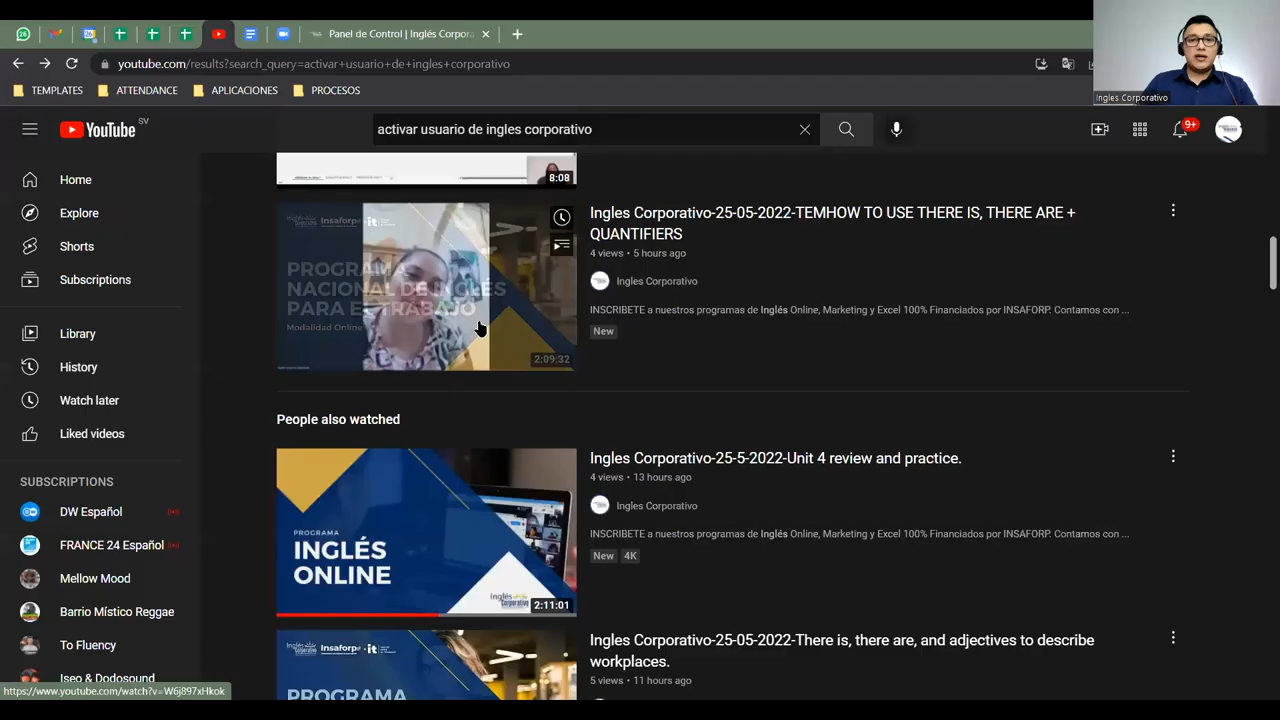 Panel de Control | Inglés Corpora
youtube.com/results?search_query=activar+usuario+de+ingles+corporativo
TEMPLATES
ATTENDANCE
APLICACIONES
PROCESOS
Ingles Corporativo
YouTube SV
activar usuario de ingles corporativo
9+
Home
Explore
Shorts
Subscriptions
Library
History
Watch later
Liked videos
SUBSCRIPTIONS
DW Español
FRANCE 24 Español
Mellow Mood
Barrio Místico Reggae
To Fluency
Iseo & Dodosound
https://www.youtube.com/watch?v=W6j897xHkok
8:08
Insaforp
it
PROGRAMA
NACIONAL DE INGLÉS
PARA EL TRABAJO
Modalidad Online
2:09:32
Ingles Corporativo-25-05-2022-TEMHOW TO USE THERE IS, THERE ARE +
QUANTIFIERS
4 views • 5 hours ago
Ingles Corporativo
INSCRIBETE a nuestros programas de Inglés Online, Marketing y Excel 100% Financiados por INSAFORP. Contamos con ...
New
People also watched
PROGRAMA
INGLÉS
ONLINE
Inglés
Corporativo
2:11:01
Ingles Corporativo-25-5-2022-Unit 4 review and practice.
4 views • 13 hours ago
Ingles Corporativo
INSCRIBETE a nuestros programas de Inglés Online, Marketing y Excel 100% Financiados por INSAFORP. Contamos con ...
New
4K
Insaforp
it
PROGRAMA
Ingles Corporativo-25-05-2022-There is, there are, and adjectives to describe
workplaces.
5 views • 11 hours ago